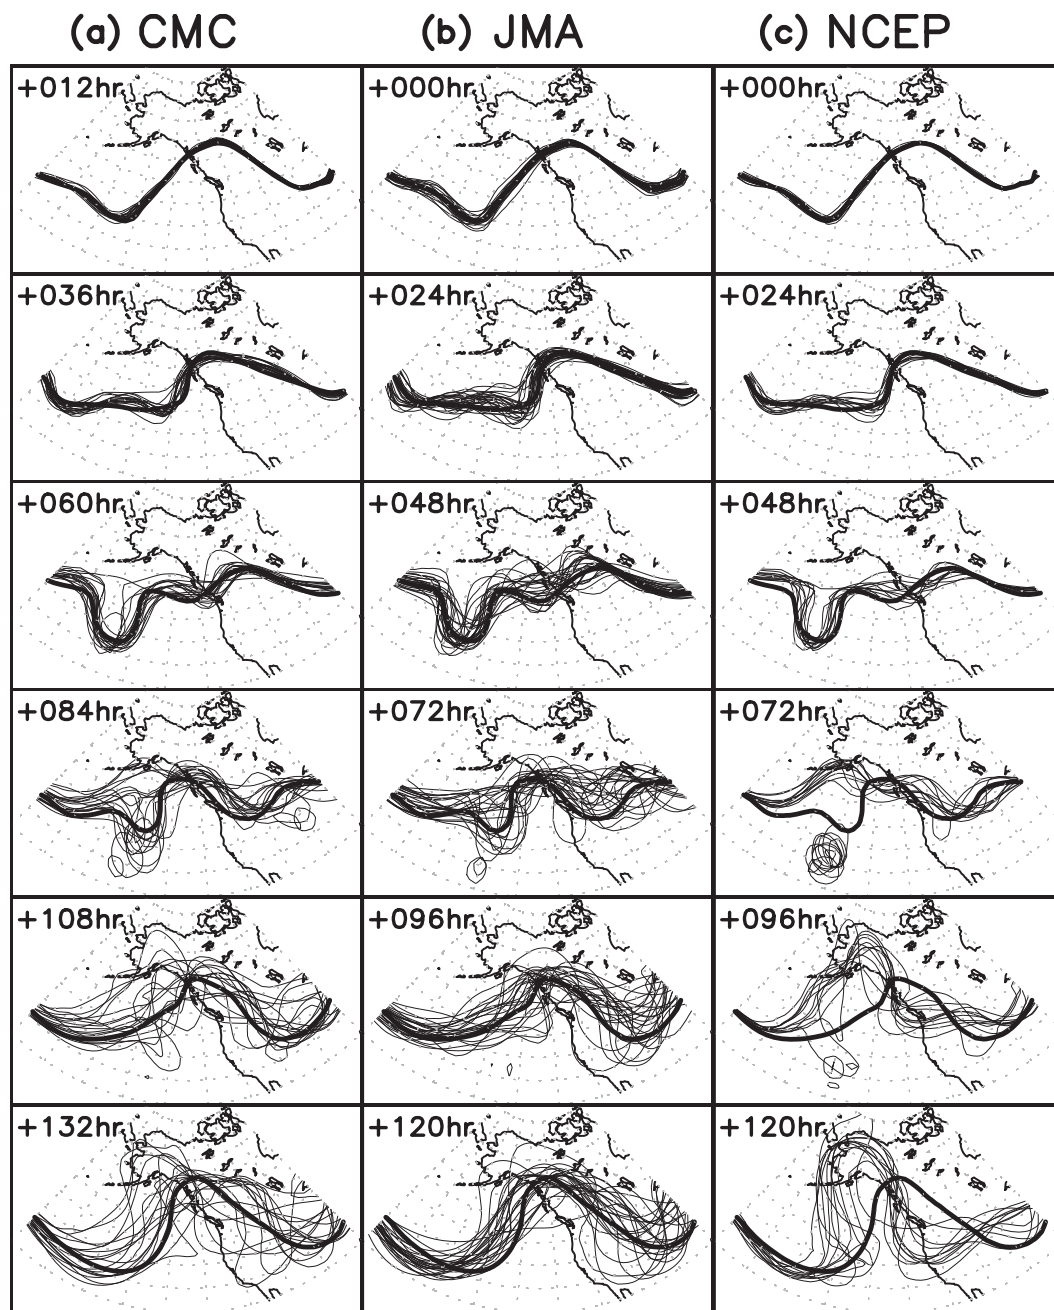 (a) CMC (b) JMA (c) NCEP
+012hr +000hr +000hr
+036hr +024hr +024hr
+060hr +048hr +048hr
+084hr +072hr +072hr
+108hr +096hr +096hr
+132hr +120hr +120hr